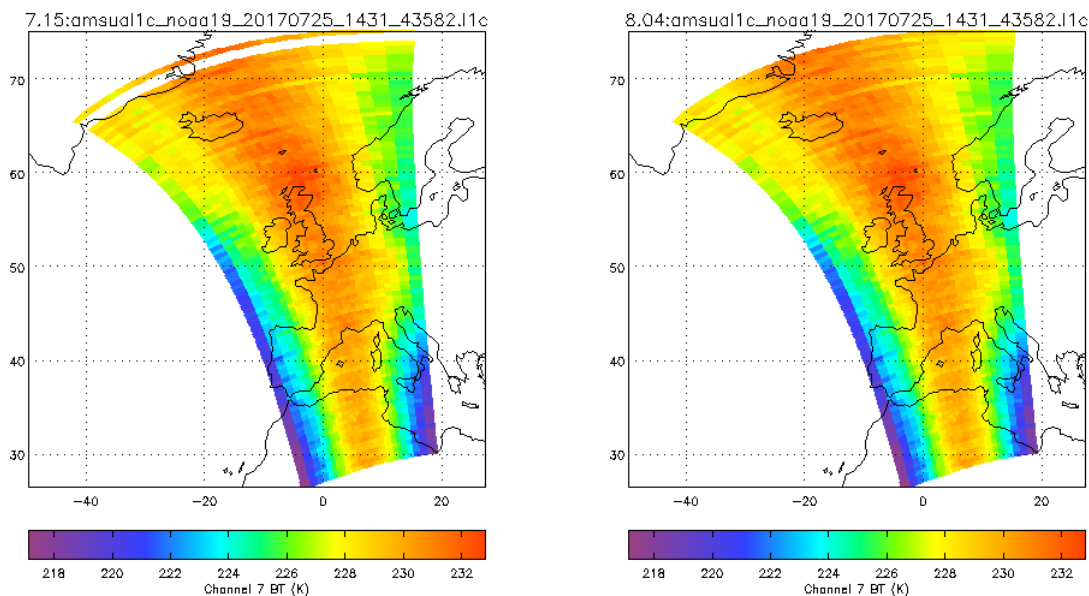 7.15:amsual1c_noaa19_20170725_1431_43582.l1c
8.04:amsual1c_noaa19_20170725_1431_43582.l1c
70
60
50
40
30
-40 -20 0 20
70
60
50
40
30
-40 -20 0 20
218 220 222 224 226 228 230 232
Channel 7 BT (K)
218 220 222 224 226 228 230 232
Channel 7 BT (K)